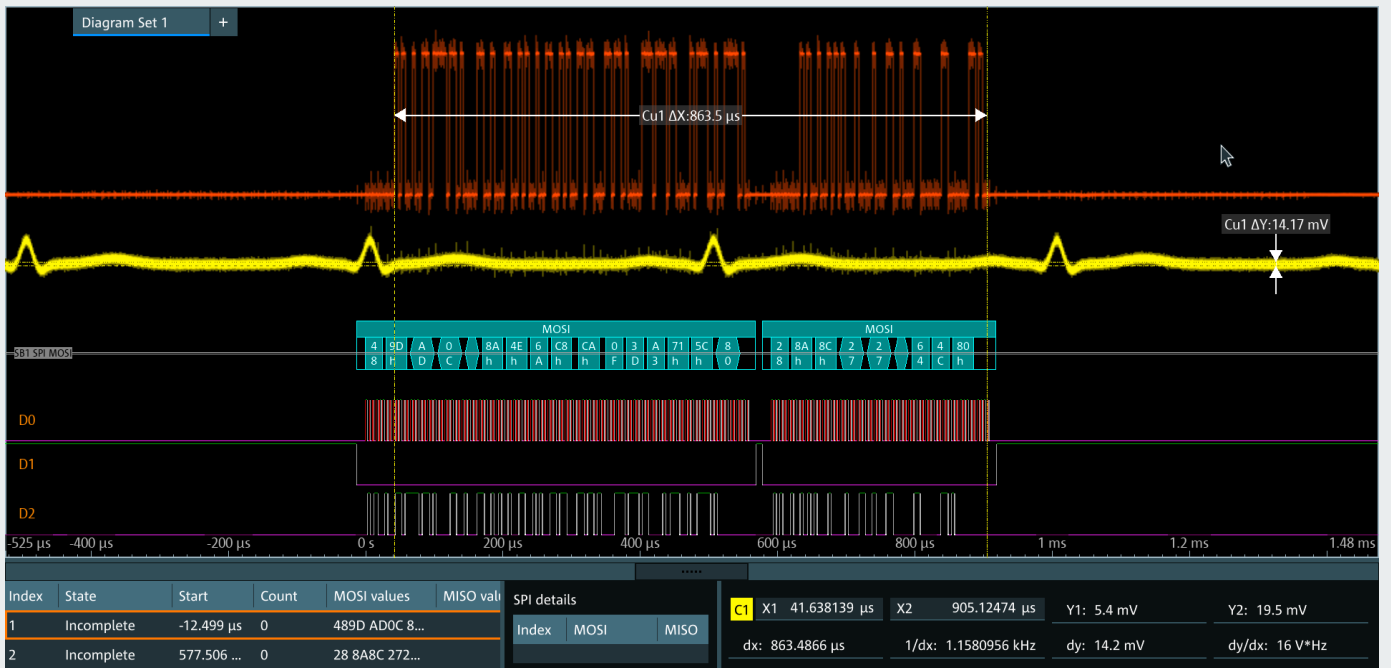 Diagram Set 1 +
Cu1 ΔX:863.5 µs
Cu1 ΔY:14.17 mV
MOSI MOSI
SB1 SPI MOSI
4 9D A 0 8A 4E 6 C8 CA 0 3 A 71 5C 8 2 8A 8C 2 2 6 4 80
8 h D C h h A h h F D 3 h h 0 8 h h 7 7 4 C h
D0
D1
D2
-525 µs -400 µs -200 µs 0 s 200 µs 400 µs 600 µs 800 µs 1 ms 1.2 ms 1.48 ms
Index State Start Count MOSI values MISO valu
1 Incomplete -12.499 µs 0 489D AD0C 8...
2 Incomplete 577.506 ... 0 28 8A8C 272...
SPI details
Index MOSI MISO
C1 X1 41.638139 µs X2 905.12474 µs Y1: 5.4 mV Y2: 19.5 mV
dx: 863.4866 µs 1/dx: 1.1580956 kHz dy: 14.2 mV dy/dx: 16 V*Hz